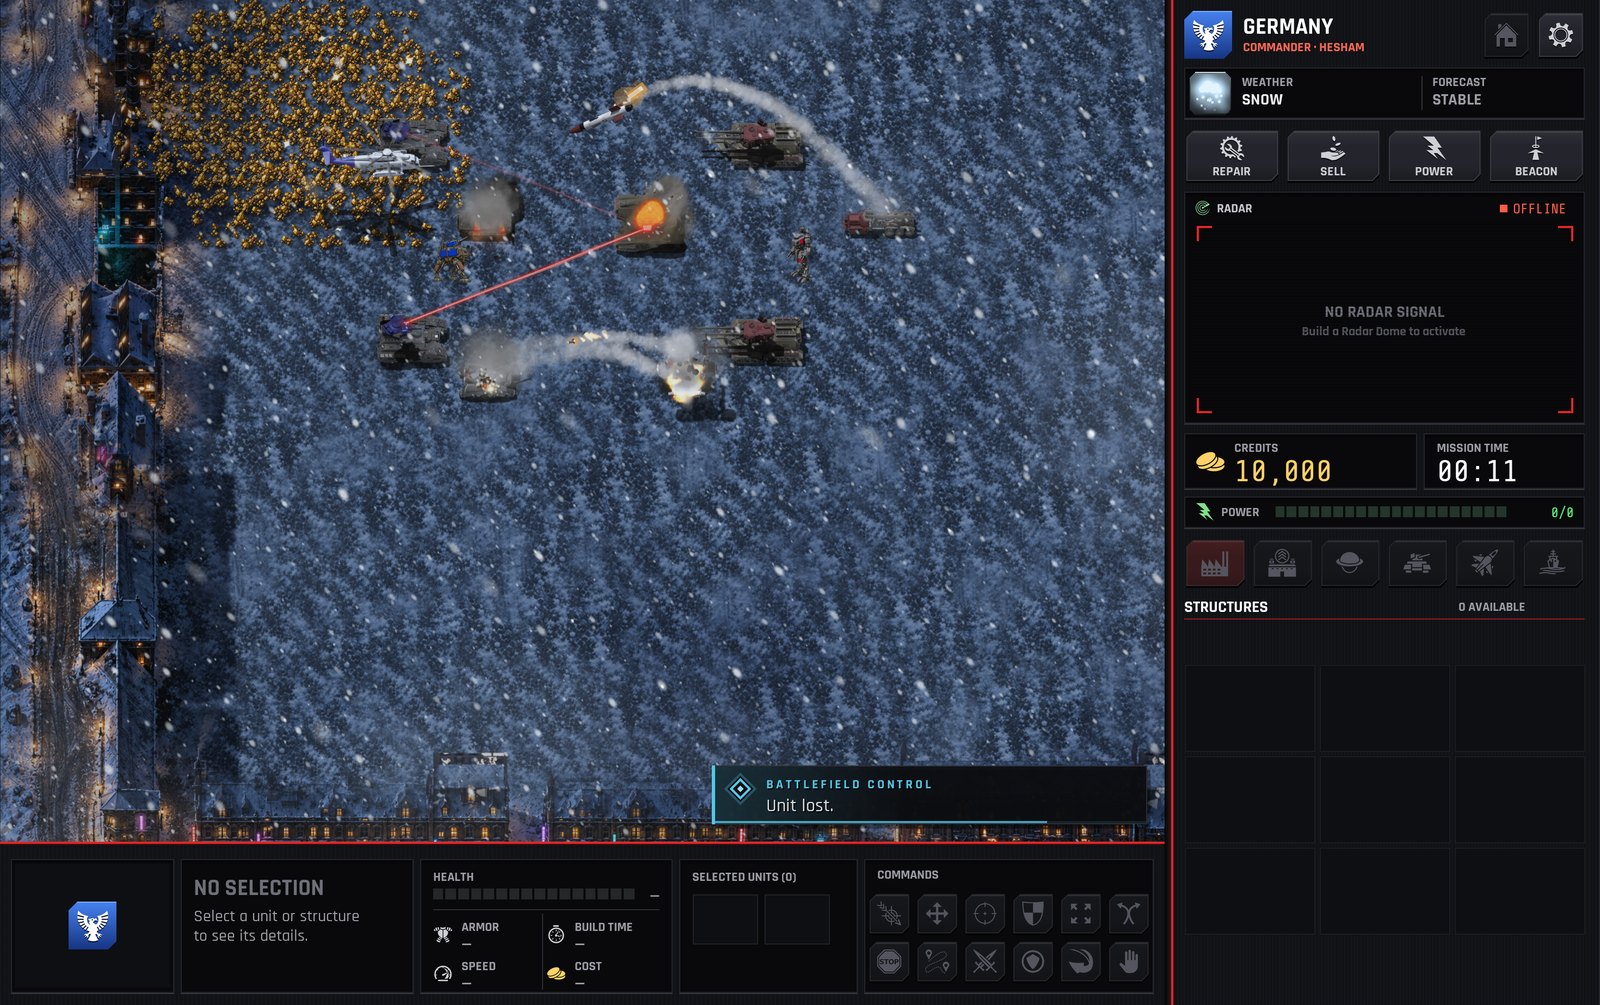 GERMANY
COMMANDER · HESHAM
WEATHER
SNOW
FORECAST
STABLE
REPAIR
SELL
POWER
BEACON
RADAR
OFFLINE
NO RADAR SIGNAL
Build a Radar Dome to activate
CREDITS
10,000
MISSION TIME
00:11
POWER
0/0
STRUCTURES
0 AVAILABLE
BATTLEFIELD CONTROL
Unit lost.
NO SELECTION
Select a unit or structure
to see its details.
HEALTH
—
ARMOR
—
BUILD TIME
—
SPEED
—
COST
—
SELECTED UNITS (0)
COMMANDS
STOP